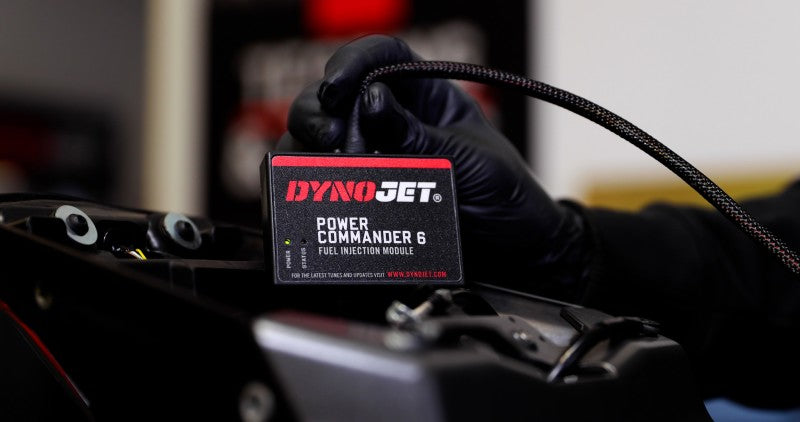 DYNOJET®
POWER
COMMANDER 6
FUEL INJECTION MODULE
POWER
STATUS
FOR THE LATEST TUNES AND UPDATES VISIT WWW.DYNOJET.COM